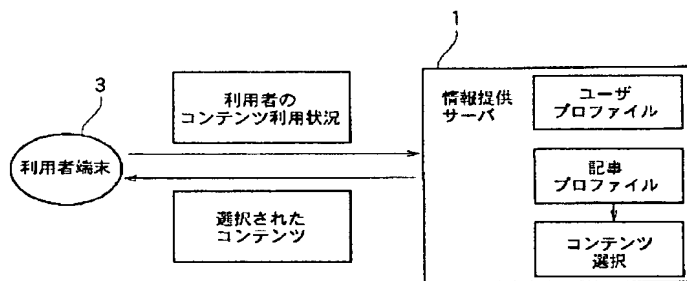 1
3
利用者の
コンテンツ利用状況
情報提供
サーバ
ユーザ
プロファイル
利用者端末
記事
プロファイル
選択された
コンテンツ
コンテンツ
選択